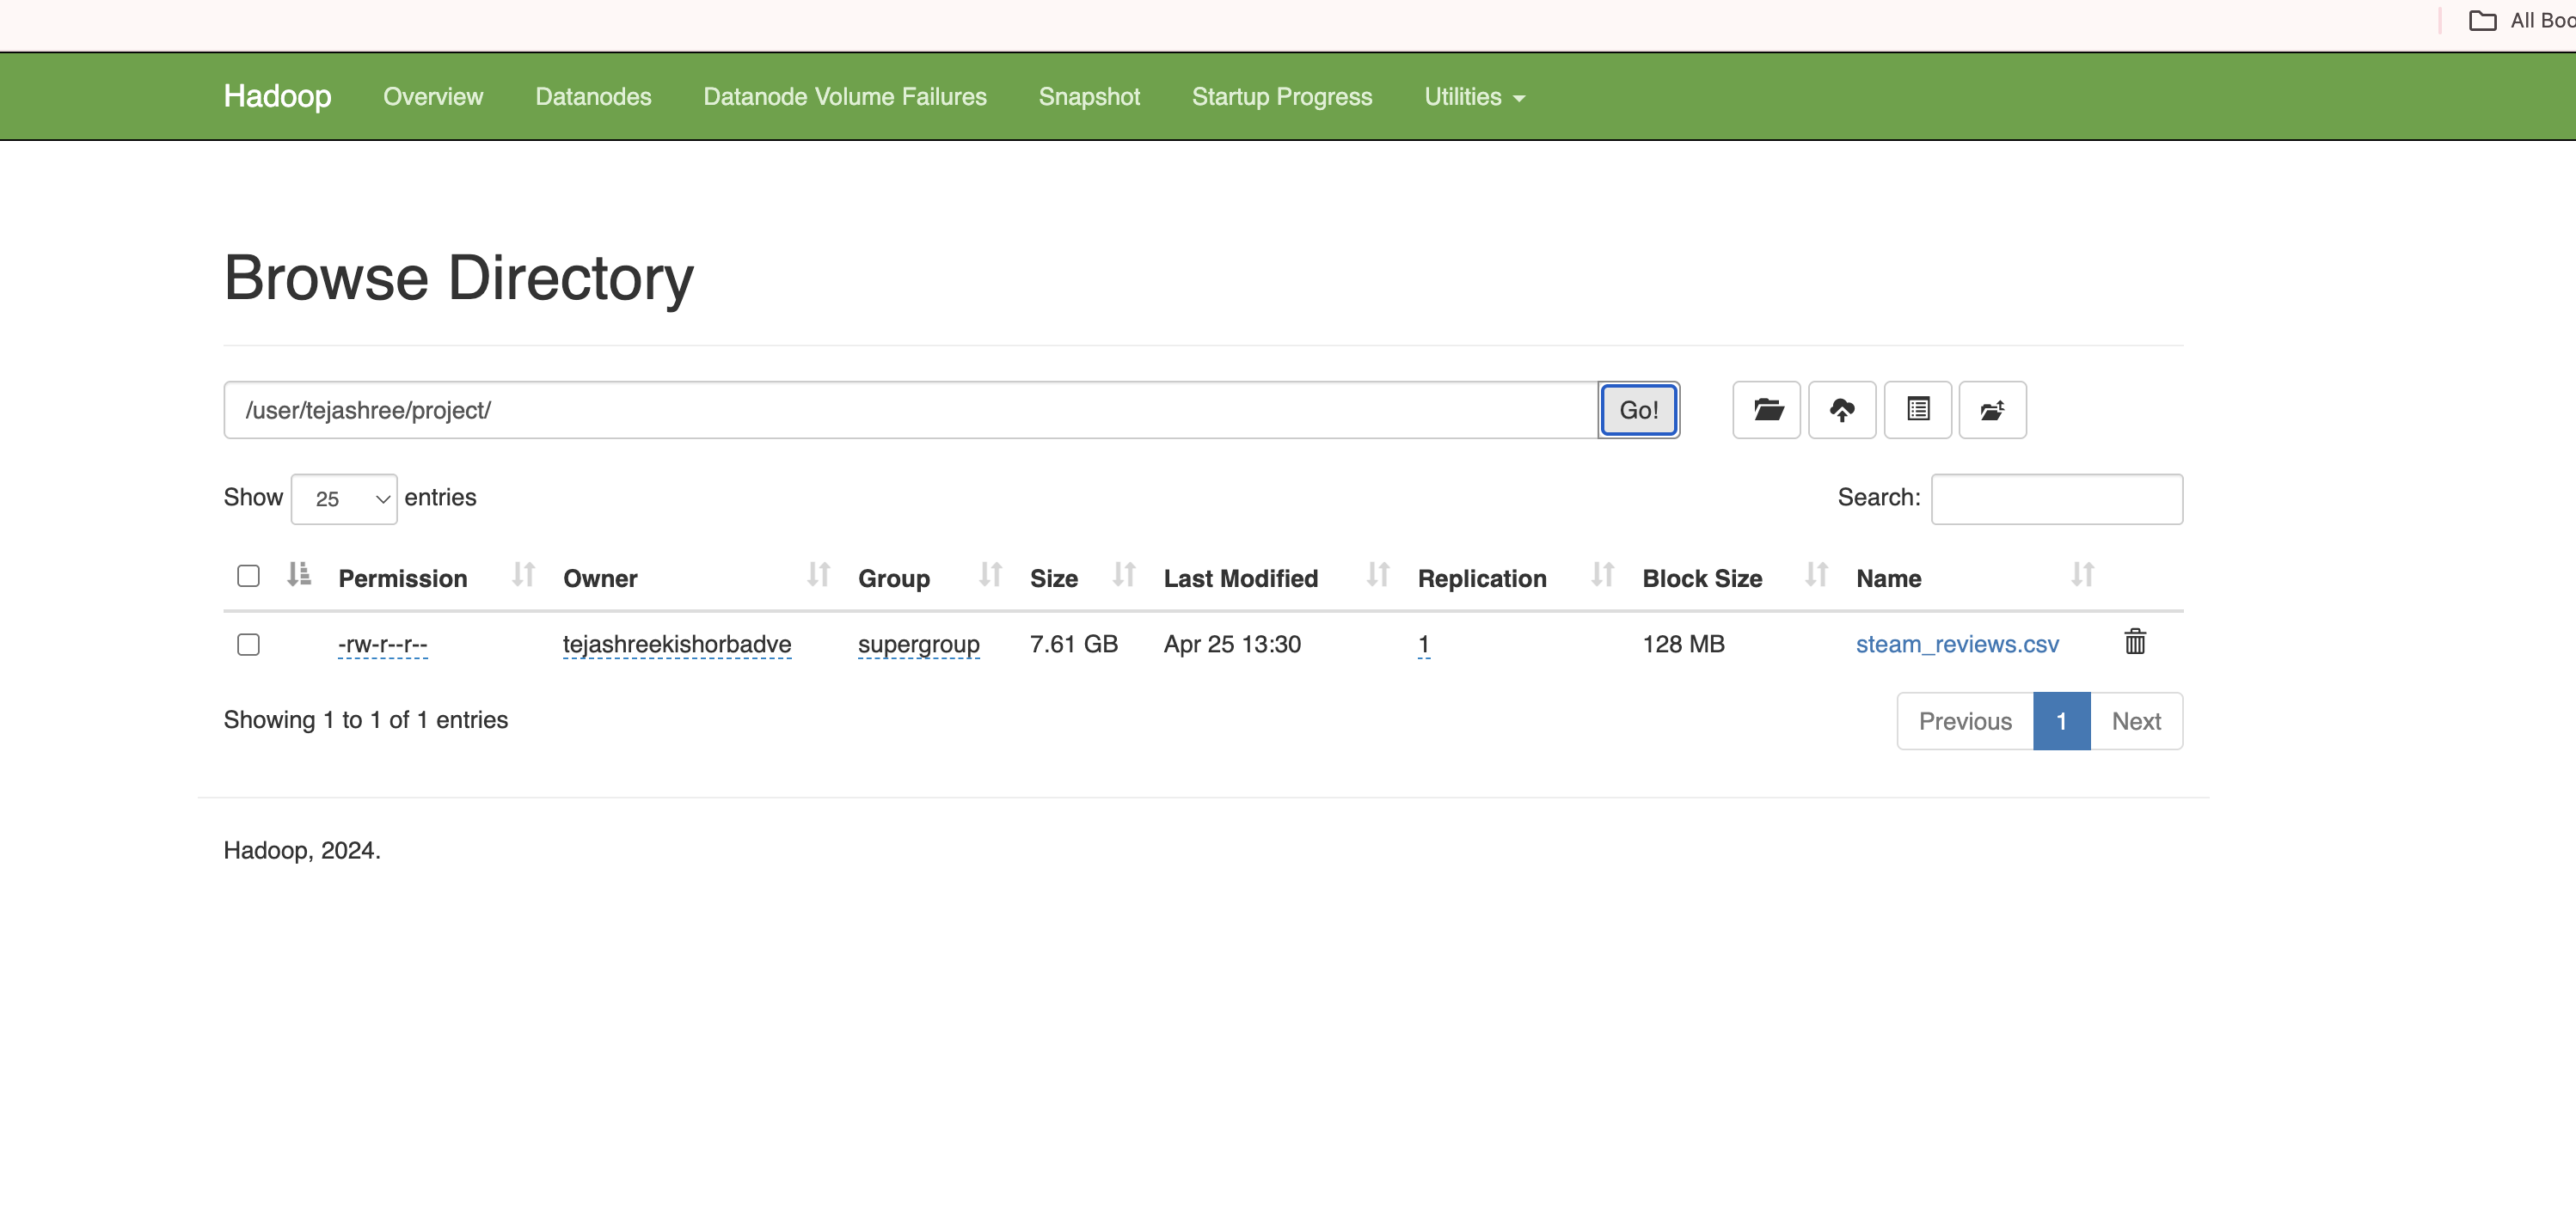 All Boo
Hadoop Overview Datanodes Datanode Volume Failures Snapshot Startup Progress Utilities
Browse Directory
/user/tejashree/project/ Go!
Show 25 entries Search:
Permission Owner Group Size Last Modified Replication Block Size Name
-rw-r--r-- tejashreekishorbadve supergroup 7.61 GB Apr 25 13:30 1 128 MB steam_reviews.csv
Showing 1 to 1 of 1 entries Previous 1 Next
Hadoop, 2024.